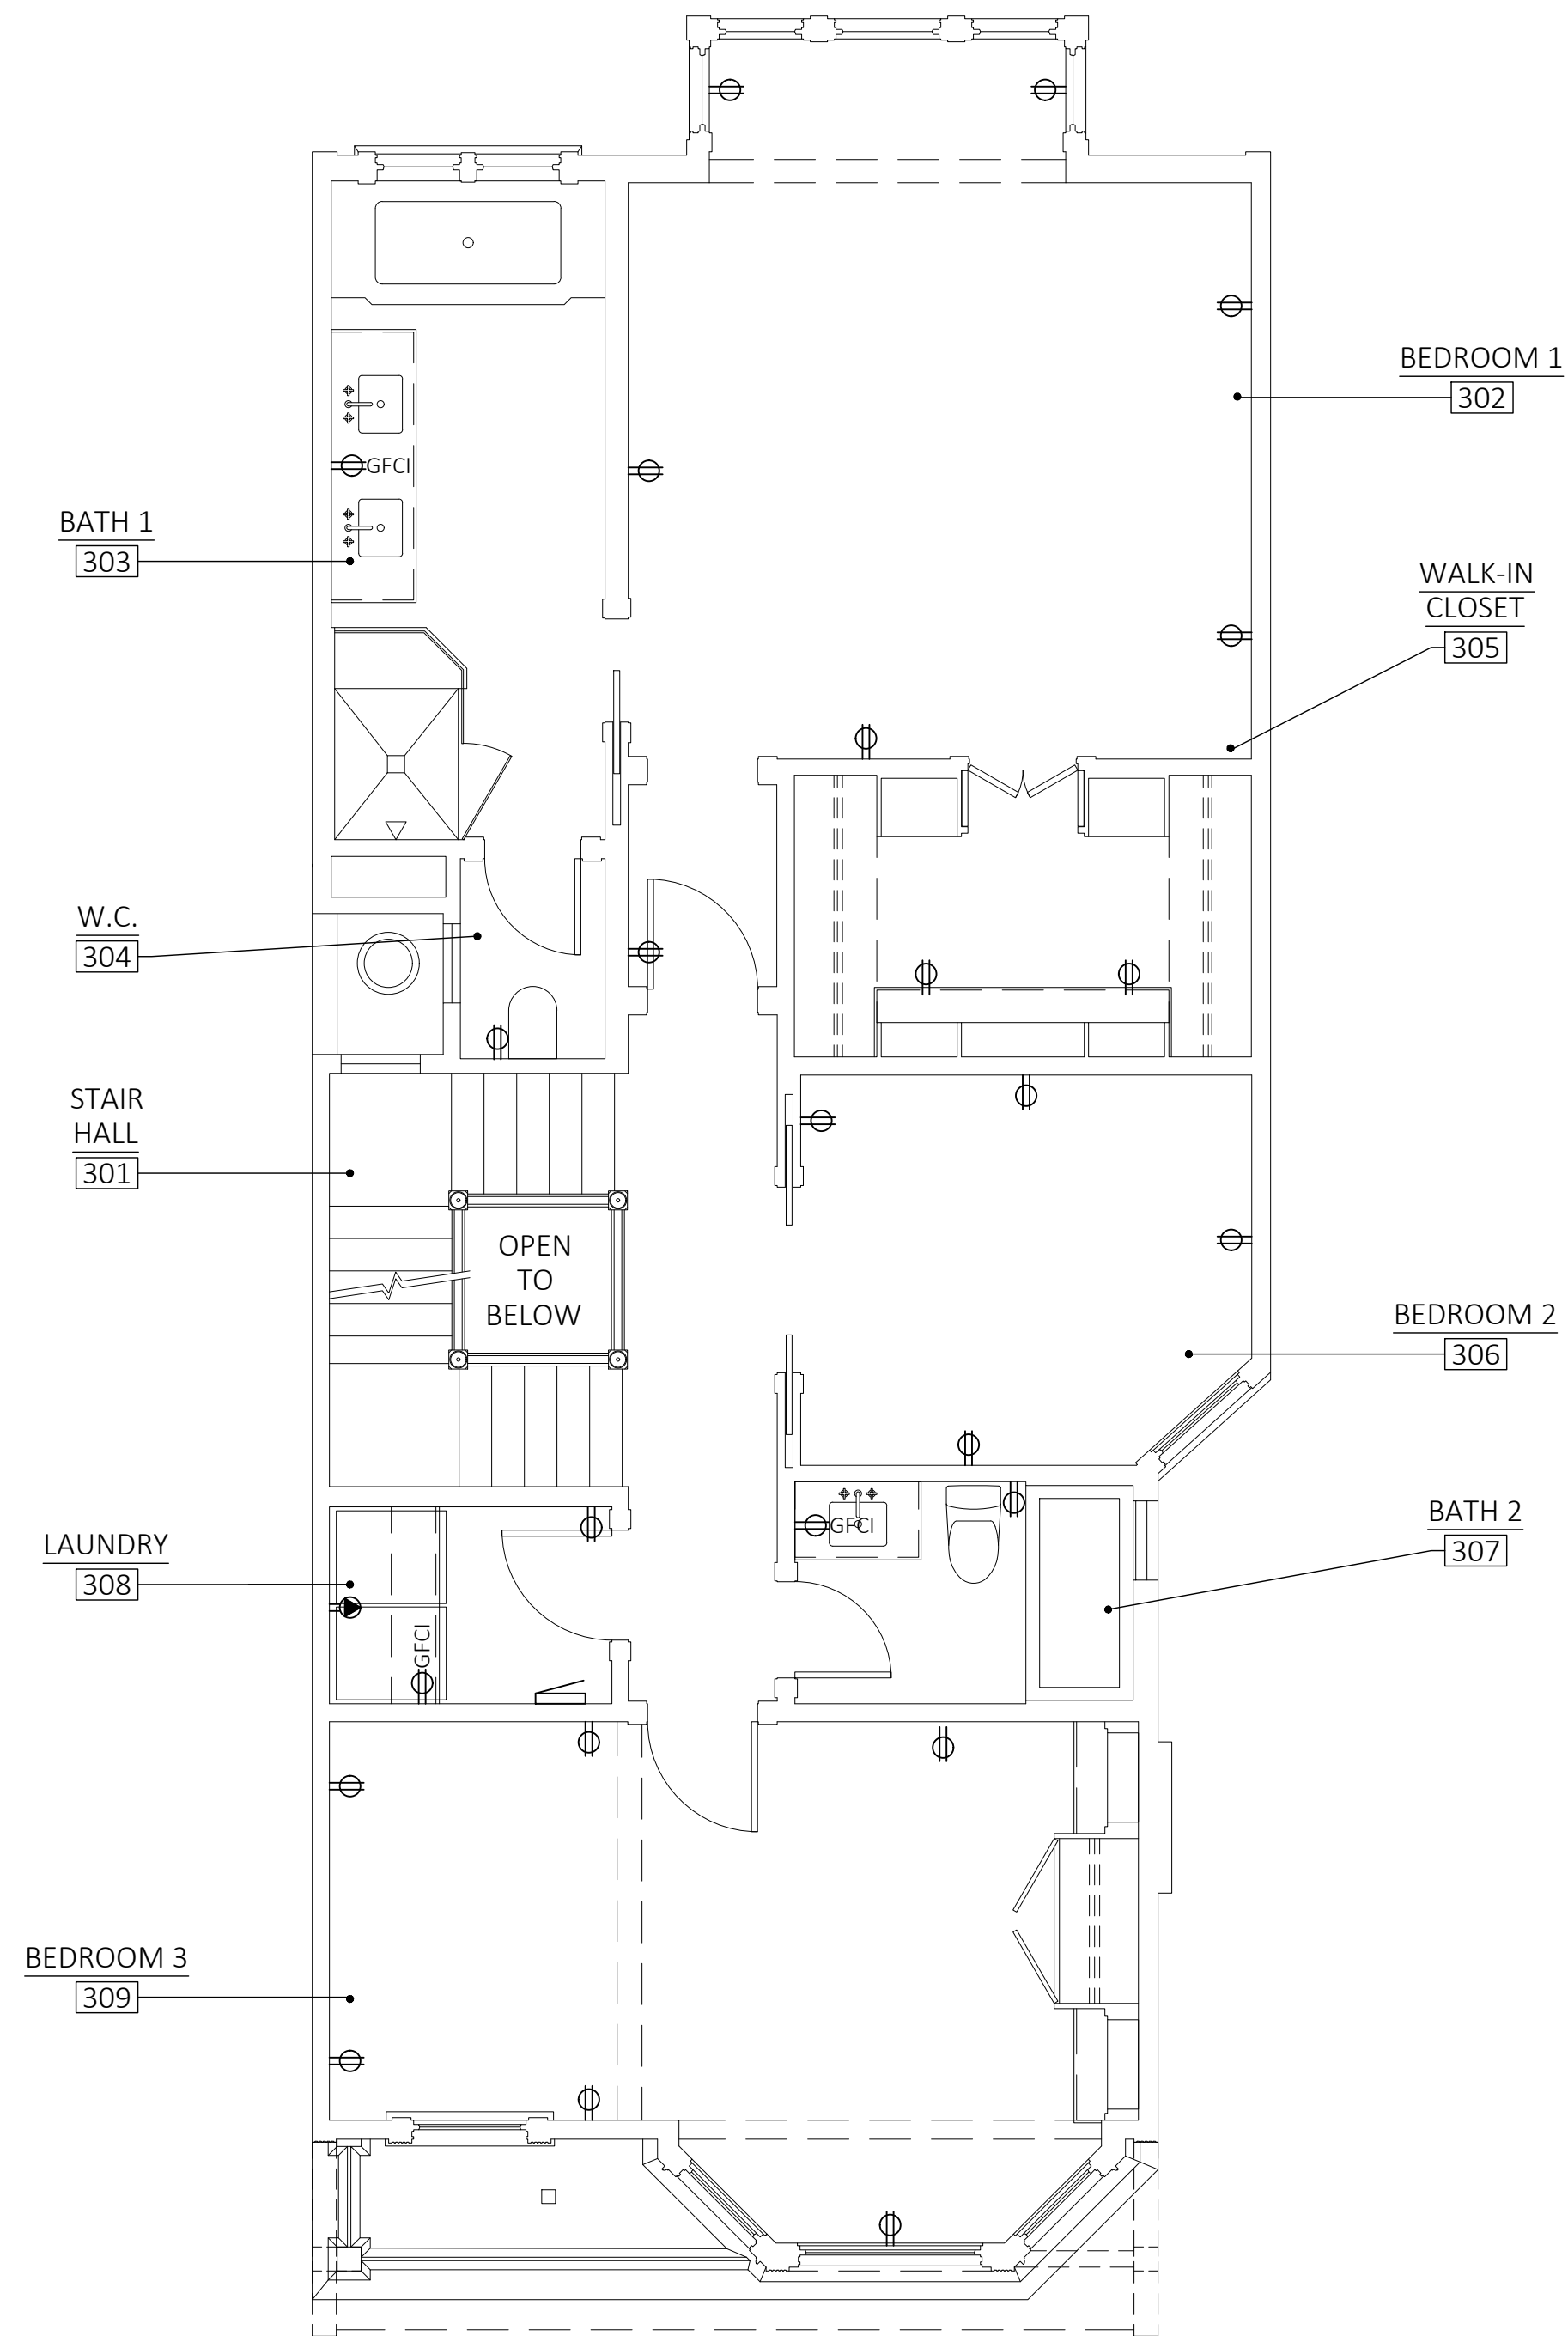 BEDROOM 1
302
GFCI
BATH 1
303
WALK-IN
CLOSET
305
W.C.
304
STAIR
HALL
301
OPEN
TO
BELOW
BEDROOM 2
306
GFCI
BATH 2
307
LAUNDRY
308
GFCI
BEDROOM 3
309